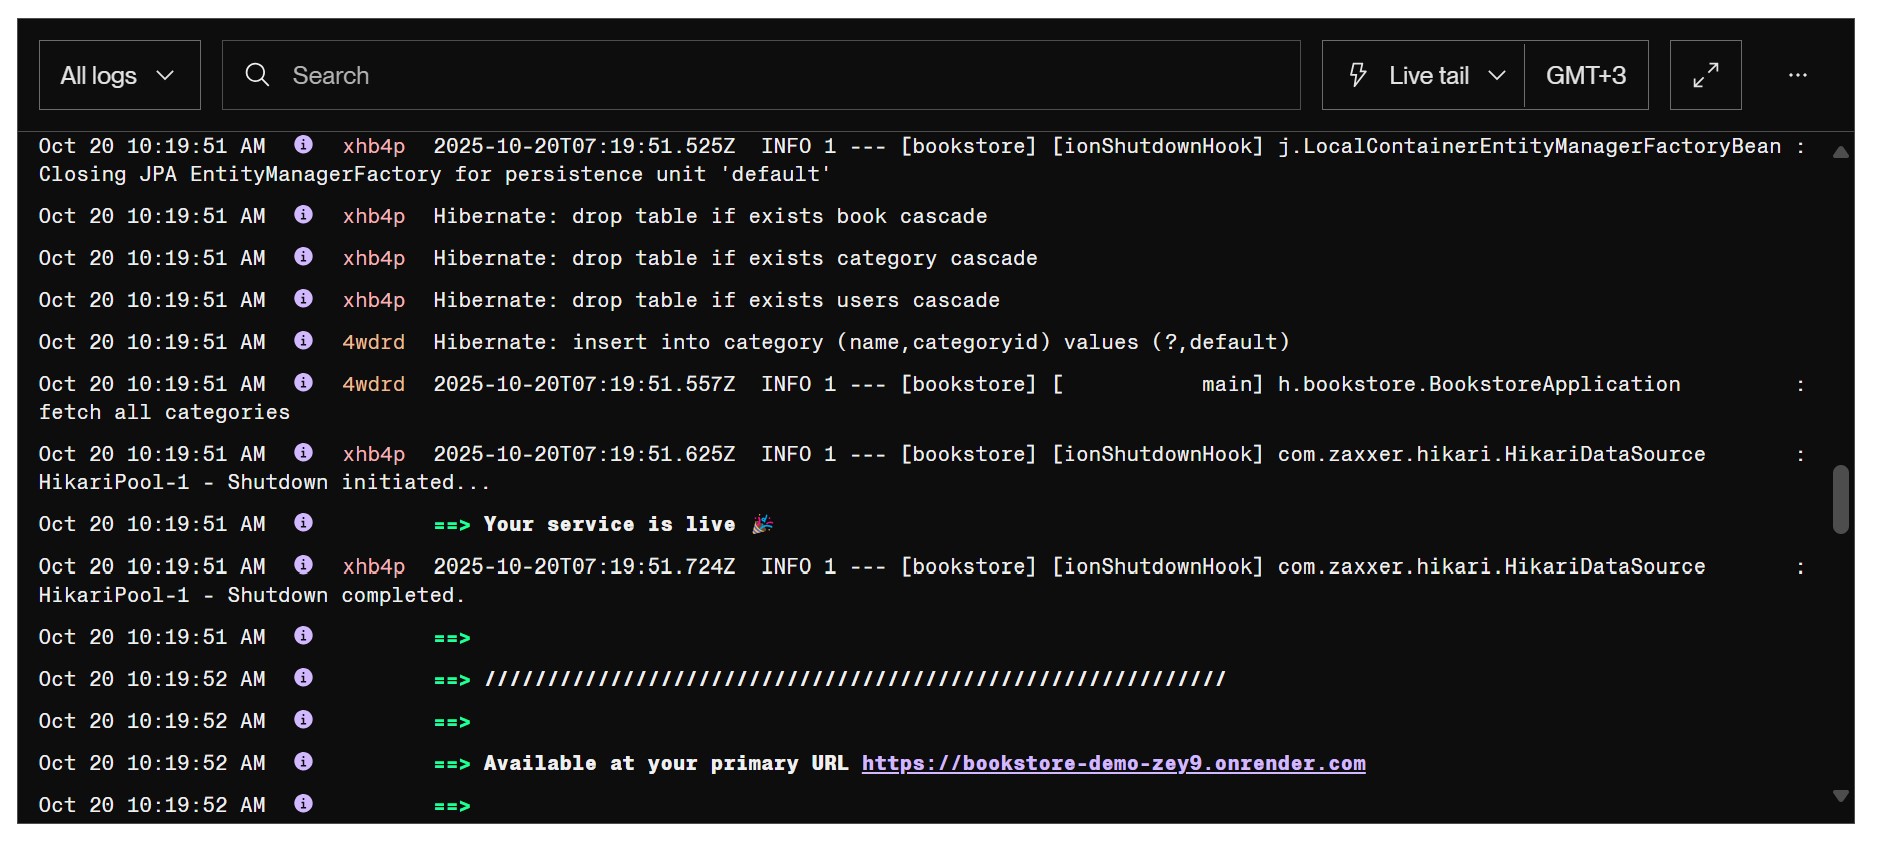 All logs
Search
Live tail
GMT+3
Oct 20 10:19:51 AM xhb4p 2025-10-20T07:19:51.525Z  INFO 1 --- [bookstore] [ionShutdownHook] j.LocalContainerEntityManagerFactoryBean :
Closing JPA EntityManagerFactory for persistence unit 'default'
Oct 20 10:19:51 AM xhb4p Hibernate: drop table if exists book cascade
Oct 20 10:19:51 AM xhb4p Hibernate: drop table if exists category cascade
Oct 20 10:19:51 AM xhb4p Hibernate: drop table if exists users cascade
Oct 20 10:19:51 AM 4wdrd Hibernate: insert into category (name,categoryid) values (?,default)
Oct 20 10:19:51 AM 4wdrd 2025-10-20T07:19:51.557Z  INFO 1 --- [bookstore] [           main] h.bookstore.BookstoreApplication         :
fetch all categories
Oct 20 10:19:51 AM xhb4p 2025-10-20T07:19:51.625Z  INFO 1 --- [bookstore] [ionShutdownHook] com.zaxxer.hikari.HikariDataSource       :
HikariPool-1 - Shutdown initiated...
Oct 20 10:19:51 AM ==> Your service is live 🎉
Oct 20 10:19:51 AM xhb4p 2025-10-20T07:19:51.724Z  INFO 1 --- [bookstore] [ionShutdownHook] com.zaxxer.hikari.HikariDataSource       :
HikariPool-1 - Shutdown completed.
Oct 20 10:19:51 AM ==>
Oct 20 10:19:52 AM ==> ///////////////////////////////////////////////////////////
Oct 20 10:19:52 AM ==>
Oct 20 10:19:52 AM ==> Available at your primary URL https://bookstore-demo-zey9.onrender.com
Oct 20 10:19:52 AM ==>